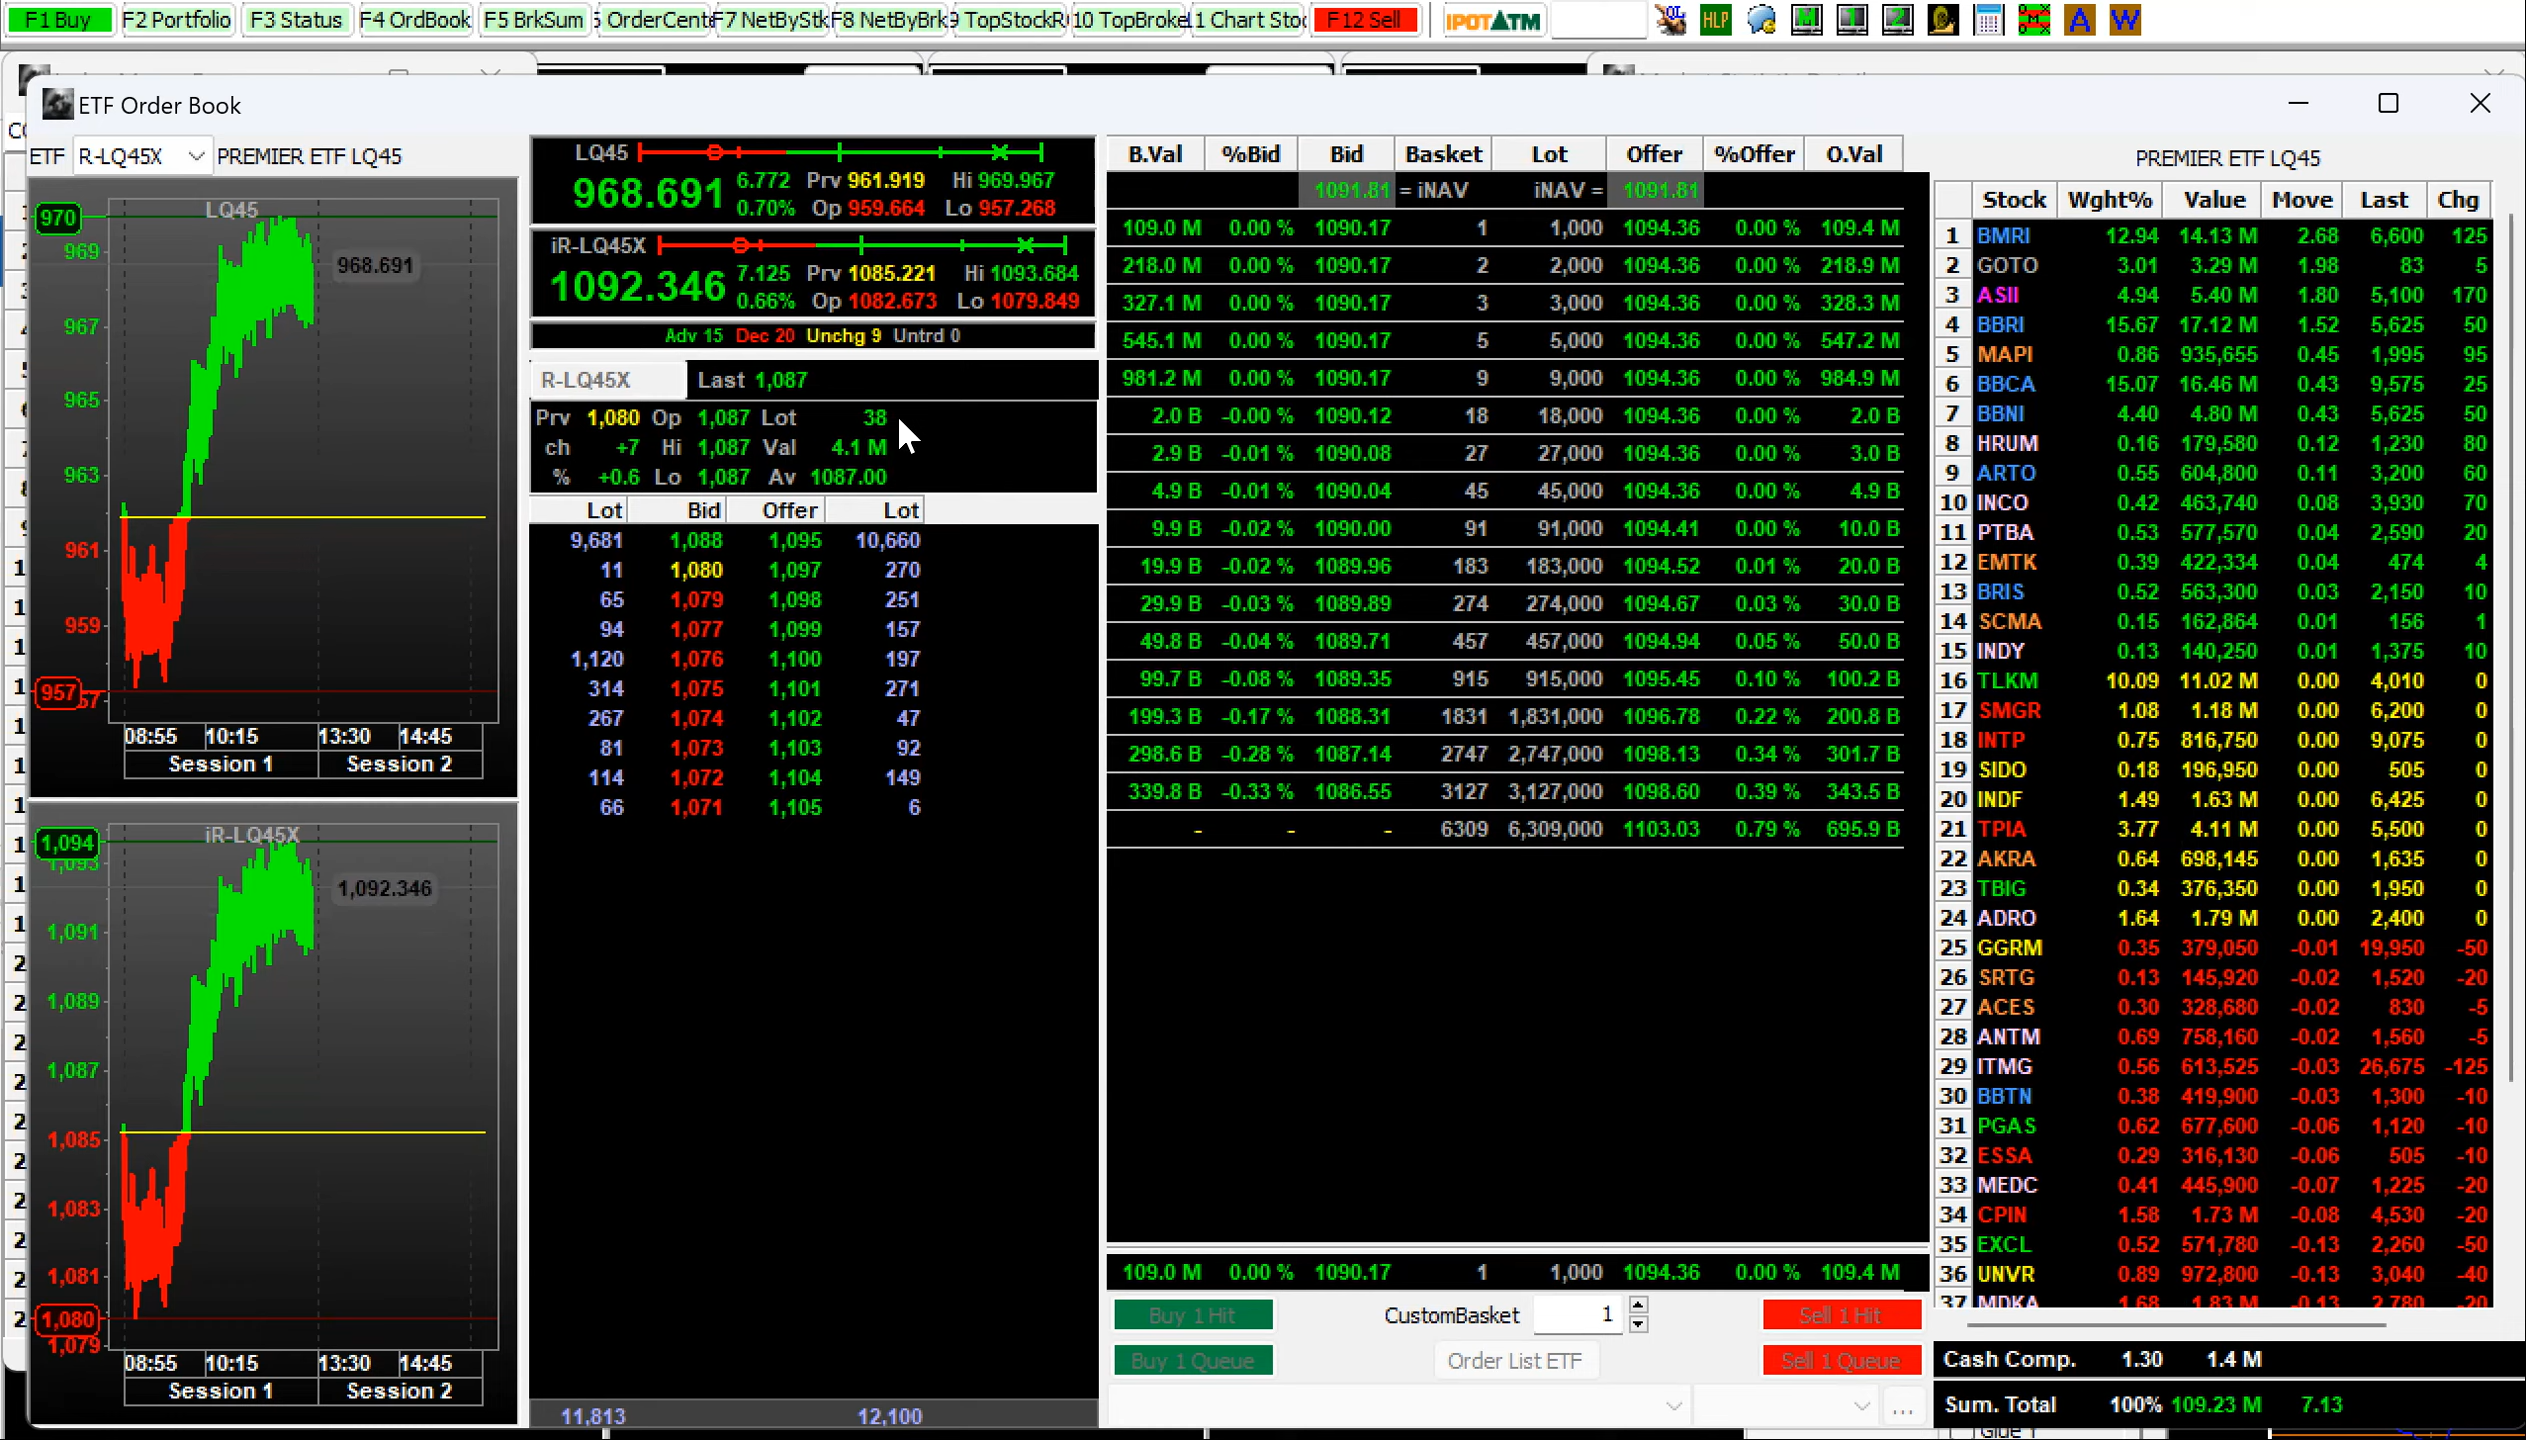 F1 Buy F2 Portfolio F3 Status F4 OrdBook F5 BrkSum OrderCente F7 NetByStk F8 NetByBrk TopStockR 10 TopBroke 1 Chart Sto F12 Sell IPOTATM QL HLP M 1 2 A W
ETF Order Book
ETF R-LQ45X PREMIER ETF LQ45
LQ45
970
969
967
965
963
961
959
957
968.691
08:55 10:15 13:30 14:45
Session 1 Session 2
iR-LQ45X
1,094
1,093
1,091
1,089
1,087
1,085
1,083
1,081
1,080
1,079
1,092.346
08:55 10:15 13:30 14:45
Session 1 Session 2
LQ45
968.691 6.772 Prv 961.919 Hi 969.967
0.70% Op 959.664 Lo 957.268
iR-LQ45X
1092.346 7.125 Prv 1085.221 Hi 1093.684
0.66% Op 1082.673 Lo 1079.849
Adv 15 Dec 20 Unchg 9 Untrd 0
R-LQ45X Last 1,087
Prv 1,080 Op 1,087 Lot 38
ch +7 Hi 1,087 Val 4.1 M
% +0.6 Lo 1,087 Av 1087.00
Lot Bid Offer Lot
9,681 1,088 1,095 10,660
11 1,080 1,097 270
65 1,079 1,098 251
94 1,077 1,099 157
1,120 1,076 1,100 197
314 1,075 1,101 271
267 1,074 1,102 47
81 1,073 1,103 92
114 1,072 1,104 149
66 1,071 1,105 6
11,813 12,100
B.Val %Bid Bid Basket Lot Offer %Offer O.Val
1091.81 = iNAV iNAV = 1091.81
109.0 M 0.00 % 1090.17 1 1,000 1094.36 0.00 % 109.4 M
218.0 M 0.00 % 1090.17 2 2,000 1094.36 0.00 % 218.9 M
327.1 M 0.00 % 1090.17 3 3,000 1094.36 0.00 % 328.3 M
545.1 M 0.00 % 1090.17 5 5,000 1094.36 0.00 % 547.2 M
981.2 M 0.00 % 1090.17 9 9,000 1094.36 0.00 % 984.9 M
2.0 B -0.00 % 1090.12 18 18,000 1094.36 0.00 % 2.0 B
2.9 B -0.01 % 1090.08 27 27,000 1094.36 0.00 % 3.0 B
4.9 B -0.01 % 1090.04 45 45,000 1094.36 0.00 % 4.9 B
9.9 B -0.02 % 1090.00 91 91,000 1094.41 0.00 % 10.0 B
19.9 B -0.02 % 1089.96 183 183,000 1094.52 0.01 % 20.0 B
29.9 B -0.03 % 1089.89 274 274,000 1094.67 0.03 % 30.0 B
49.8 B -0.04 % 1089.71 457 457,000 1094.94 0.05 % 50.0 B
99.7 B -0.08 % 1089.35 915 915,000 1095.45 0.10 % 100.2 B
199.3 B -0.17 % 1088.31 1831 1,831,000 1096.78 0.22 % 200.8 B
298.6 B -0.28 % 1087.14 2747 2,747,000 1098.13 0.34 % 301.7 B
339.8 B -0.33 % 1086.55 3127 3,127,000 1098.60 0.39 % 343.5 B
- - - 6309 6,309,000 1103.03 0.79 % 695.9 B
109.0 M 0.00 % 1090.17 1 1,000 1094.36 0.00 % 109.4 M
Buy 1 Hit CustomBasket 1 Sell 1 Hit
Buy 1 Queue Order List ETF Sell 1 Queue
...
PREMIER ETF LQ45
Stock Wght% Value Move Last Chg
1 BMRI 12.94 14.13 M 2.68 6,600 125
2 GOTO 3.01 3.29 M 1.98 83 5
3 ASII 4.94 5.40 M 1.80 5,100 170
4 BBRI 15.67 17.12 M 1.52 5,625 50
5 MAPI 0.86 935,655 0.45 1,995 95
6 BBCA 15.07 16.46 M 0.43 9,575 25
7 BBNI 4.40 4.80 M 0.43 5,625 50
8 HRUM 0.16 179,580 0.12 1,230 80
9 ARTO 0.55 604,800 0.11 3,200 60
10 INCO 0.42 463,740 0.08 3,930 70
11 PTBA 0.53 577,570 0.04 2,590 20
12 EMTK 0.39 422,334 0.04 474 4
13 BRIS 0.52 563,300 0.03 2,150 10
14 SCMA 0.15 162,864 0.01 156 1
15 INDY 0.13 140,250 0.01 1,375 10
16 TLKM 10.09 11.02 M 0.00 4,010 0
17 SMGR 1.08 1.18 M 0.00 6,200 0
18 INTP 0.75 816,750 0.00 9,075 0
19 SIDO 0.18 196,950 0.00 505 0
20 INDF 1.49 1.63 M 0.00 6,425 0
21 TPIA 3.77 4.11 M 0.00 5,500 0
22 AKRA 0.64 698,145 0.00 1,635 0
23 TBIG 0.34 376,350 0.00 1,950 0
24 ADRO 1.64 1.79 M 0.00 2,400 0
25 GGRM 0.35 379,050 -0.01 19,950 -50
26 SRTG 0.13 145,920 -0.02 1,520 -20
27 ACES 0.30 328,680 -0.02 830 -5
28 ANTM 0.69 758,160 -0.02 1,560 -5
29 ITMG 0.56 613,525 -0.03 26,675 -125
30 BBTN 0.38 419,900 -0.03 1,300 -10
31 PGAS 0.62 677,600 -0.06 1,120 -10
32 ESSA 0.29 316,130 -0.06 505 -10
33 MEDC 0.41 445,900 -0.07 1,225 -20
34 CPIN 1.58 1.73 M -0.08 4,530 -20
35 EXCL 0.52 571,780 -0.13 2,260 -50
36 UNVR 0.89 972,800 -0.13 3,040 -40
37 MDKA 1.68 1.83 M -0.13 2,780 -20
Cash Comp. 1.30 1.4 M
Sum. Total 100% 109.23 M 7.13